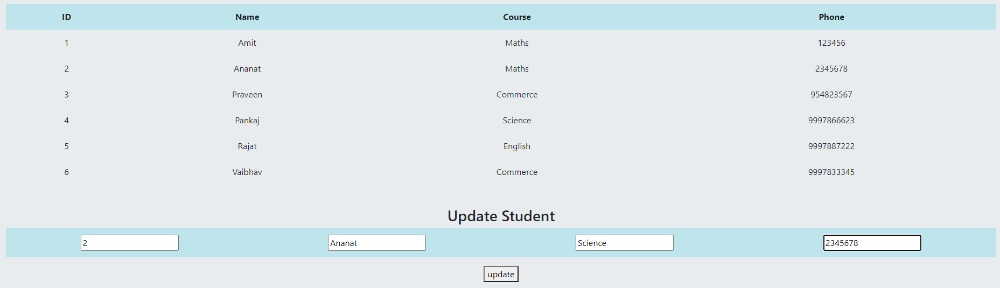 ID Name Course Phone
1 Amit Maths 123456
2 Ananat Maths 2345678
3 Praveen Commerce 954823567
4 Pankaj Science 9997866623
5 Rajat English 9997887222
6 Vaibhav Commerce 9997833345
Update Student
2 Ananat Science 2345678
update